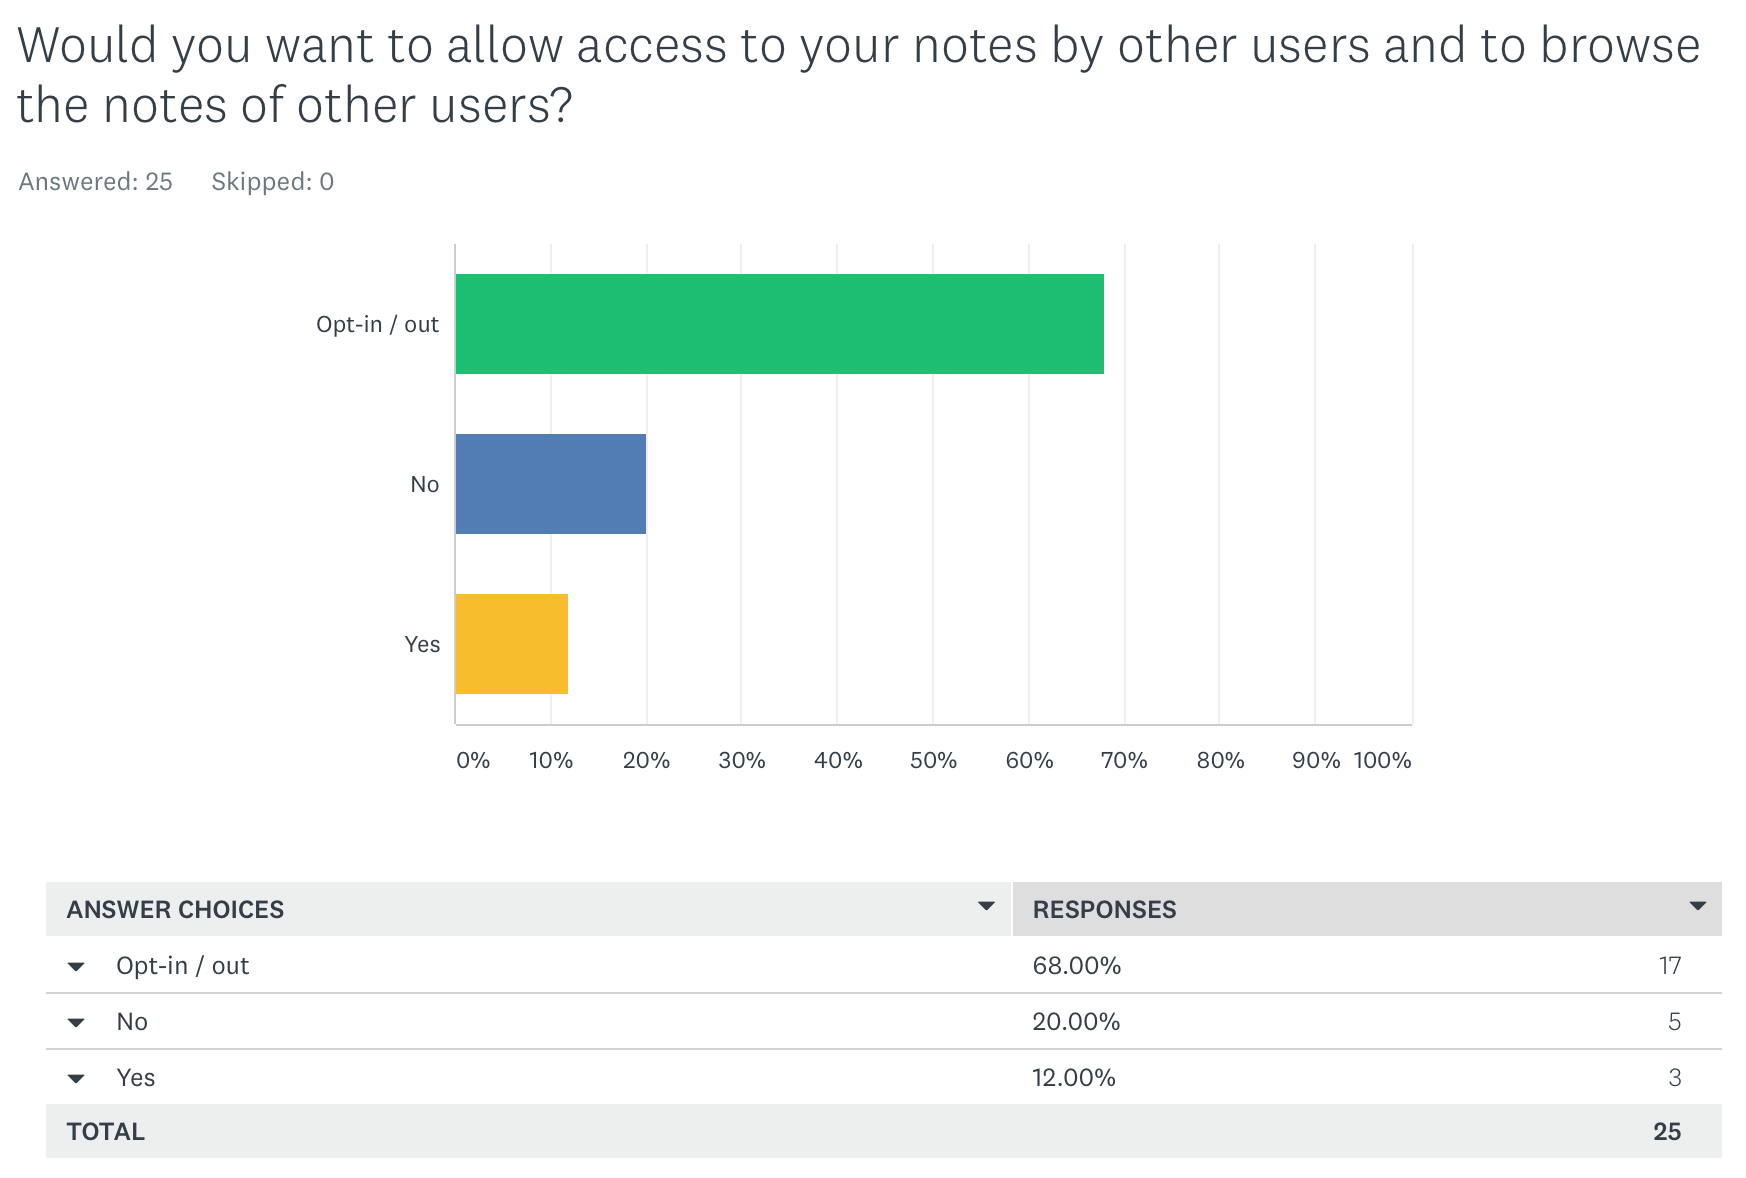 Would you want to allow access to your notes by other users and to browse
the notes of other users?
Answered: 25 Skipped: 0
Opt-in / out
No
Yes
0% 10% 20% 30% 40% 50% 60% 70% 80% 90% 100%
ANSWER CHOICES RESPONSES
Opt-in / out 68.00% 17
No 20.00% 5
Yes 12.00% 3
TOTAL 25